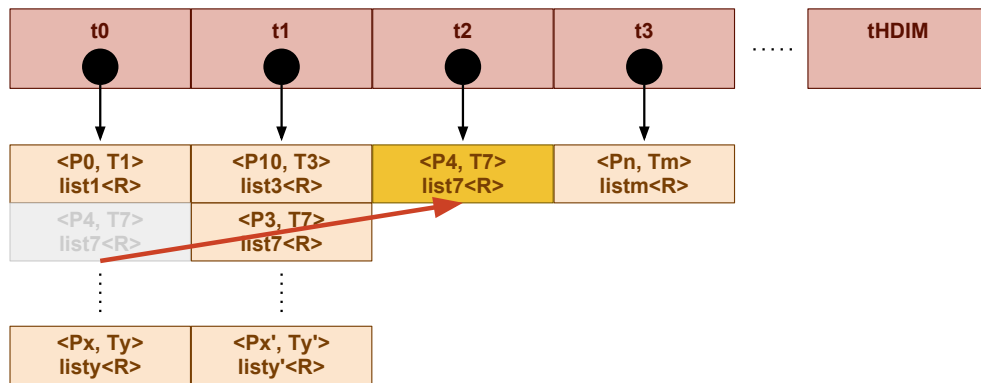 t0 t1 t2 t3 ..... tHDIM
<P0, T1> <P10, T3> <P4, T7> <Pn, Tm>
list1<R> list3<R> list7<R> listm<R>
<P4, T7> <P3, T7>
list7<R> list7<R>
<Px, Ty> <Px', Ty'>
listy<R> listy'<R>